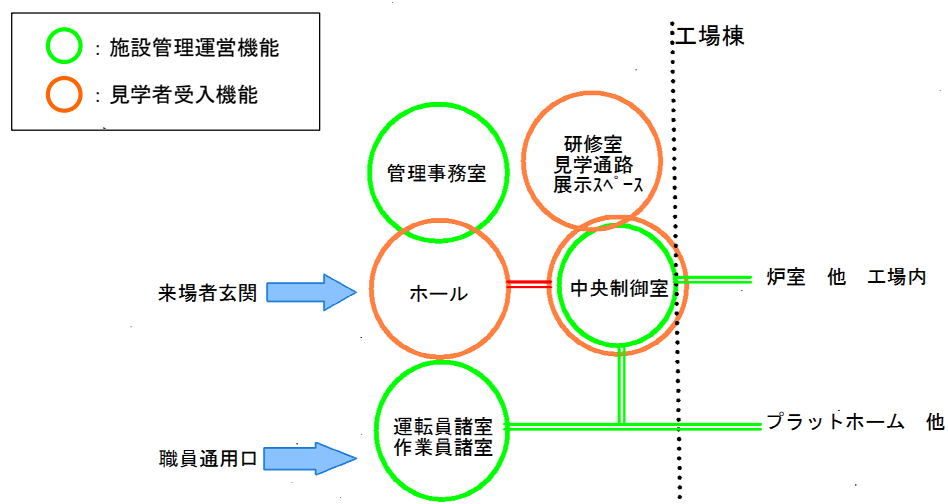 ：施設管理運営機能
：見学者受入機能
工場棟
管理事務室
研修室
見学通路
展示ｽﾍﾟｰｽ
来場者玄関
ホール
中央制御室
炉室　他　工場内
運転員諸室
作業員諸室
プラットホーム　他
職員通用口